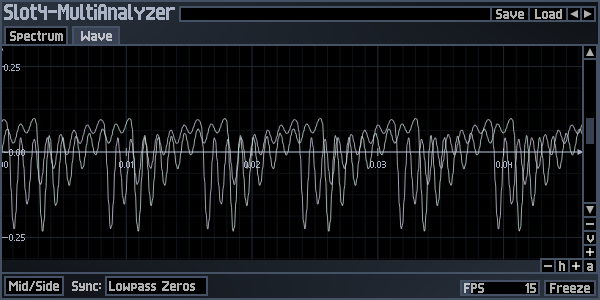 Slot4-MultiAnalyzer Save Load
Spectrum Wave
0.25
0.00 0.01 0.02 0.03 0.04
-0.25
v
+
- h + a
Mid/Side Sync: Lowpass Zeros FPS 15 Freeze